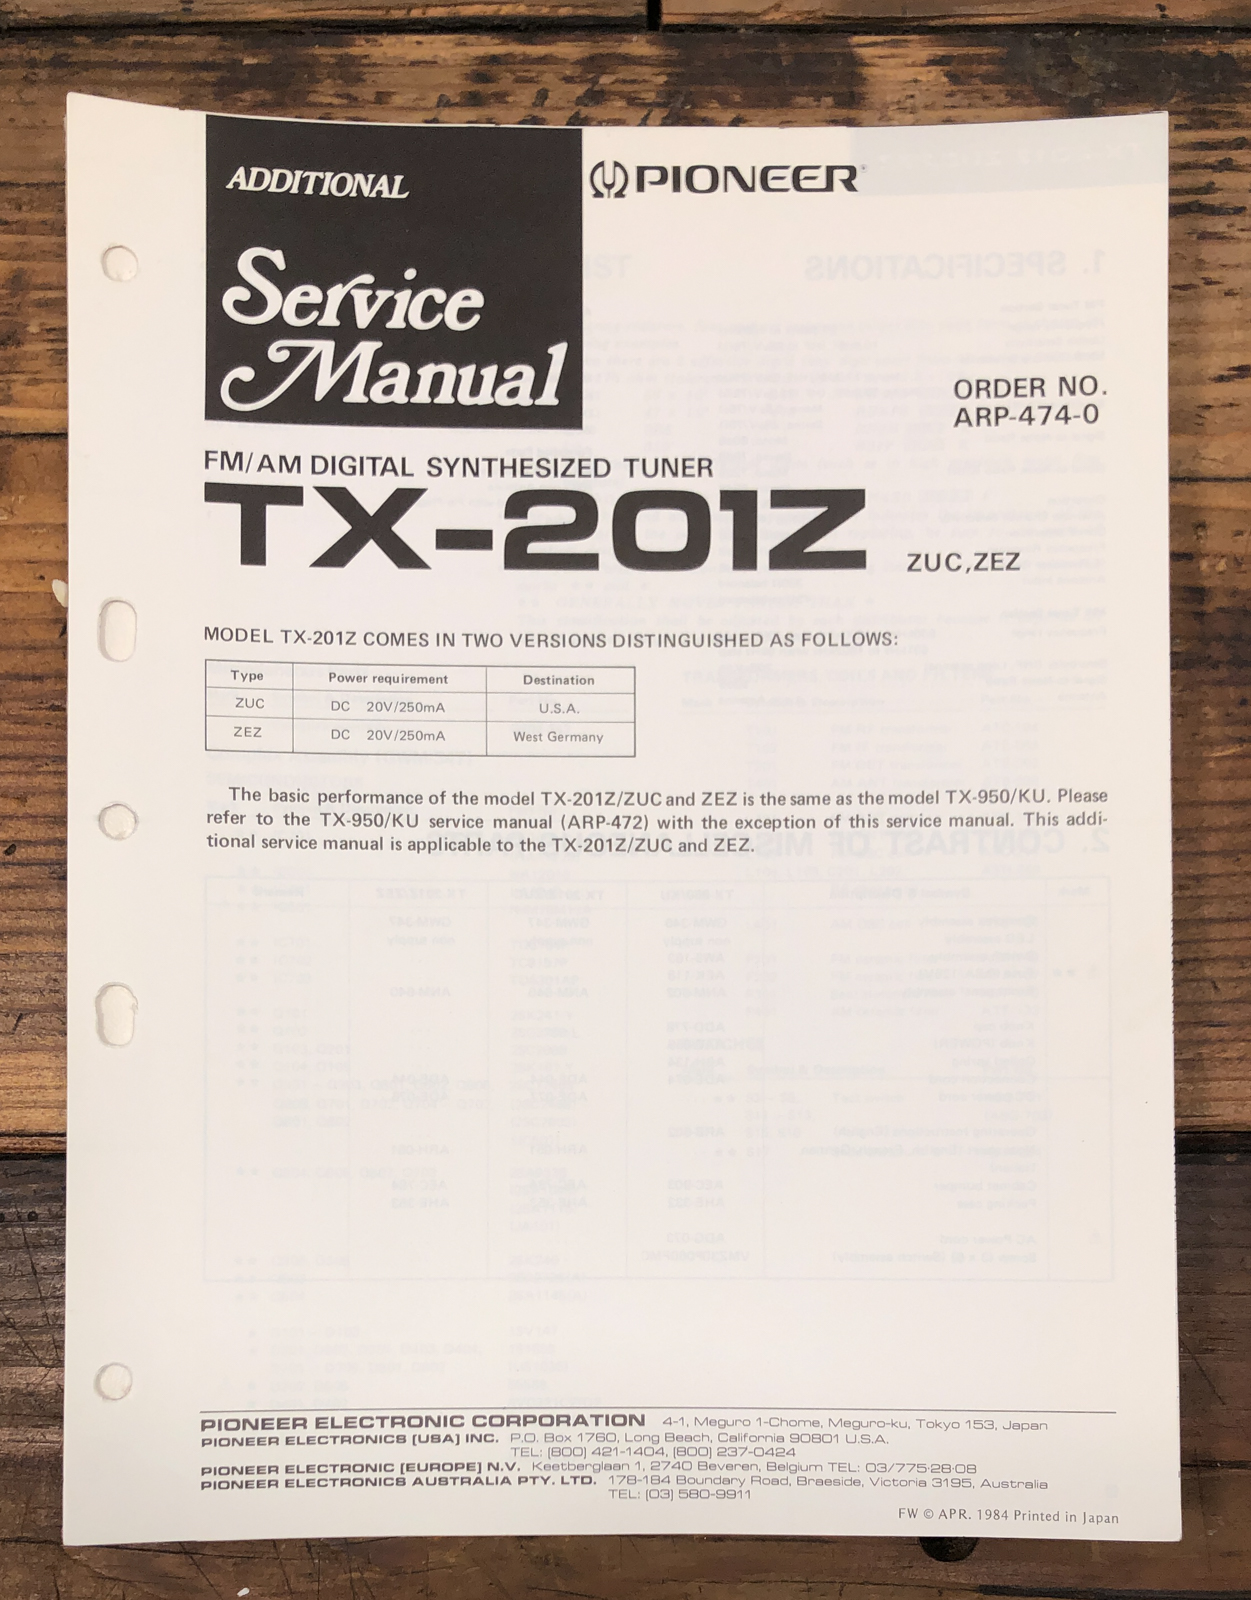 ADDITIONAL
Service
Manual
PIONEER
ORDER NO.
ARP-474-0
FM/AM DIGITAL SYNTHESIZED TUNER
TX-201Z ZUC,ZEZ
MODEL TX-201Z COMES IN TWO VERSIONS DISTINGUISHED AS FOLLOWS:
Type Power requirement Destination
ZUC DC 20V/250mA U.S.A.
ZEZ DC 20V/250mA West Germany
The basic performance of the model TX-201Z/ZUC and ZEZ is the same as the model TX-950/KU. Please
refer to the TX-950/KU service manual (ARP-472) with the exception of this service manual. This addi-
tional service manual is applicable to the TX-201Z/ZUC and ZEZ.
1. SPECIFICATIONS
2. CONTRAST OF MISCELLANEOUS PARTS
PIONEER ELECTRONIC CORPORATION 4-1, Meguro 1-Chome, Meguro-ku, Tokyo 153, Japan
PIONEER ELECTRONICS [USA] INC. P.O. Box 1760, Long Beach, California 90801 U.S.A.
TEL: [800] 421-1404, [800] 237-0424
PIONEER ELECTRONIC [EUROPE] N.V. Keetberglaan 1, 2740 Beveren, Belgium TEL: 03/775·28·08
PIONEER ELECTRONICS AUSTRALIA PTY. LTD. 178-184 Boundary Road, Braeside, Victoria 3195, Australia
TEL: [03] 580-9911
FW © APR. 1984 Printed in Japan